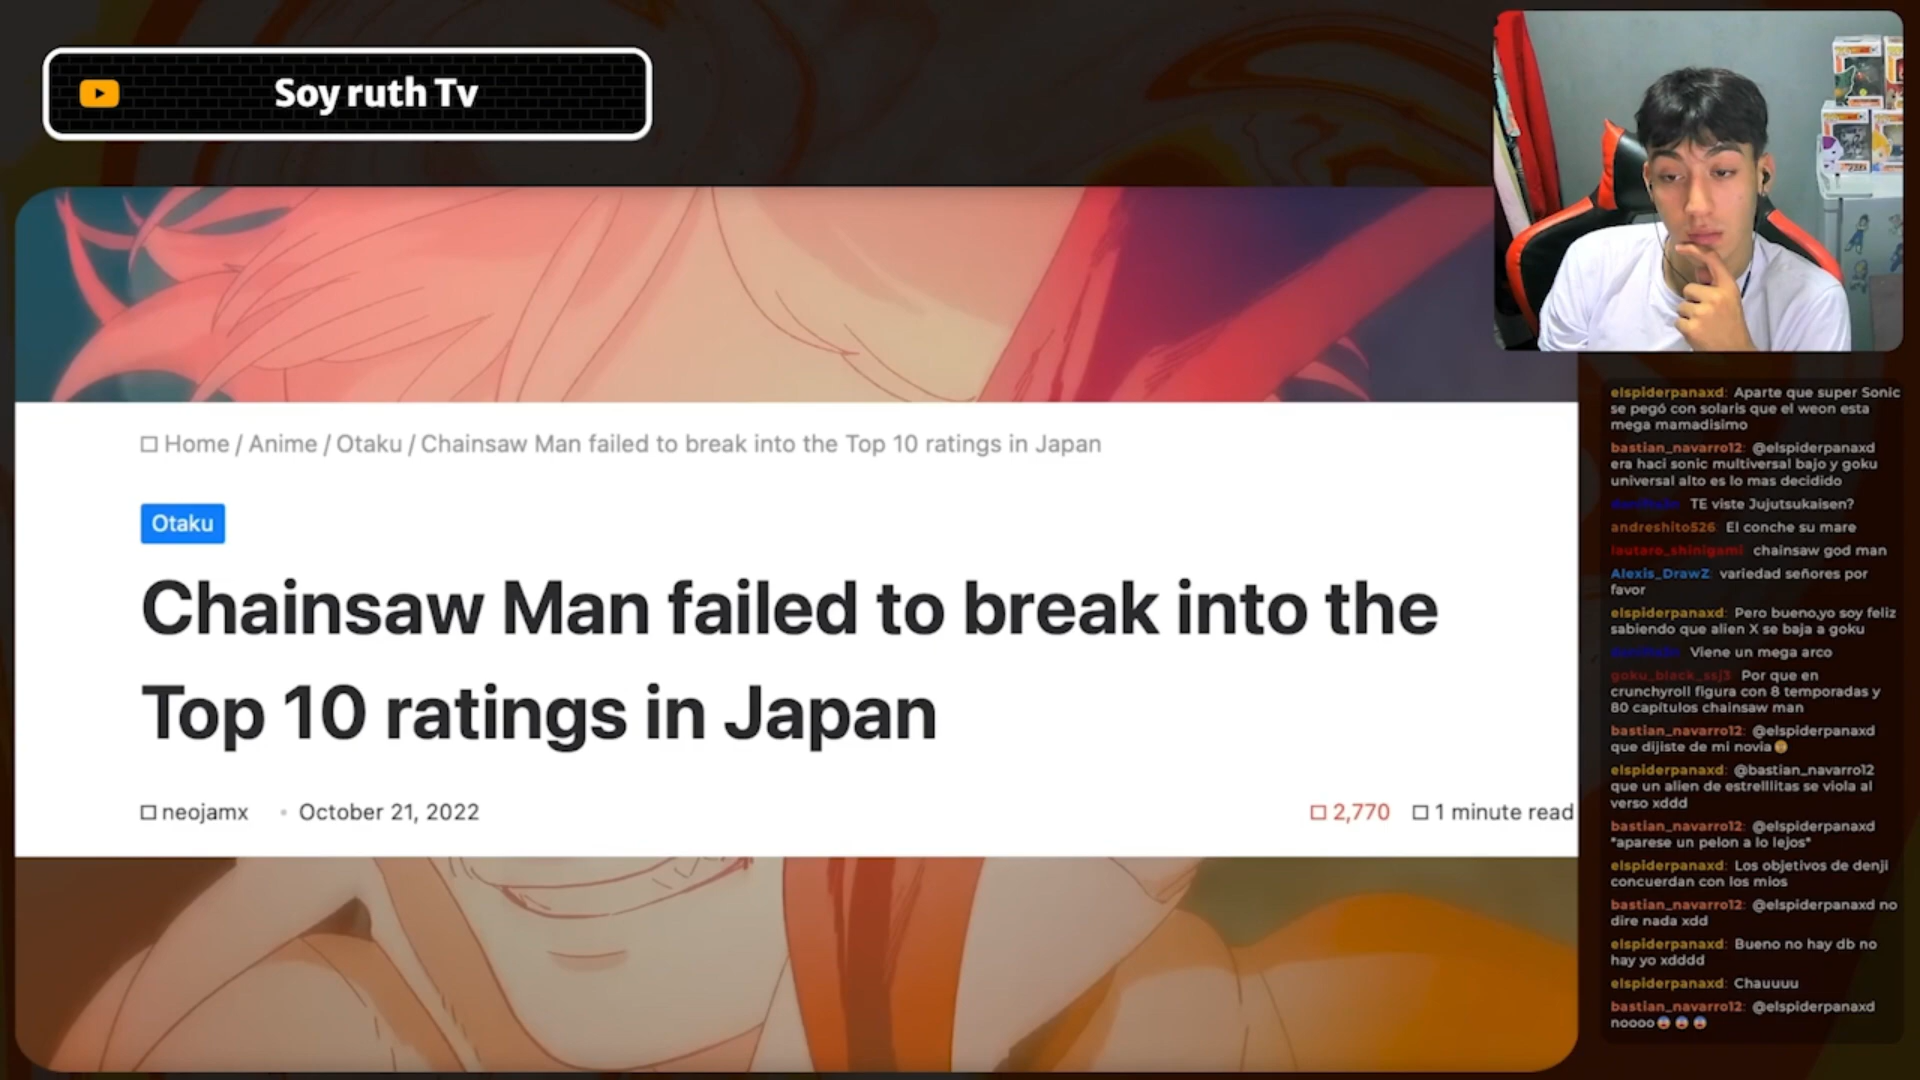 Soy ruth Tv
Home / Anime / Otaku / Chainsaw Man failed to break into the Top 10 ratings in Japan
Otaku
Chainsaw Man failed to break into the
Top 10 ratings in Japan
neojamx • October 21, 2022
2,770 1 minute read
elspiderpanaxd: Aparte que super Sonic
se pegó con solaris que el weon esta
mega mamadisimo
bastian_navarro12: @elspiderpanaxd
era haci sonic multiversal bajo y goku
universal alto es lo mas decidido
TE viste Jujutsukaisen?
andreshito526: El conche su mare
lautaro_shinigami: chainsaw god man
Alexis_DrawZ: variedad señores por
favor
elspiderpanaxd: Pero bueno,yo soy feliz
sabiendo que alien X se baja a goku
Viene un mega arco
goku_black_ssj3: Por que en
crunchyroll figura con 8 temporadas y
80 capítulos chainsaw man
bastian_navarro12: @elspiderpanaxd
que dijiste de mi novia
elspiderpanaxd: @bastian_navarro12
que un alien de estrelllitas se viola al
verso xddd
bastian_navarro12: @elspiderpanaxd
*aparese un pelon a lo lejos*
elspiderpanaxd: Los objetivos de denji
concuerdan con los mios
bastian_navarro12: @elspiderpanaxd no
dire nada xdd
elspiderpanaxd: Bueno no hay db no
hay yo xdddd
elspiderpanaxd: Chauuuu
bastian_navarro12: @elspiderpanaxd
noooo😱😱😱